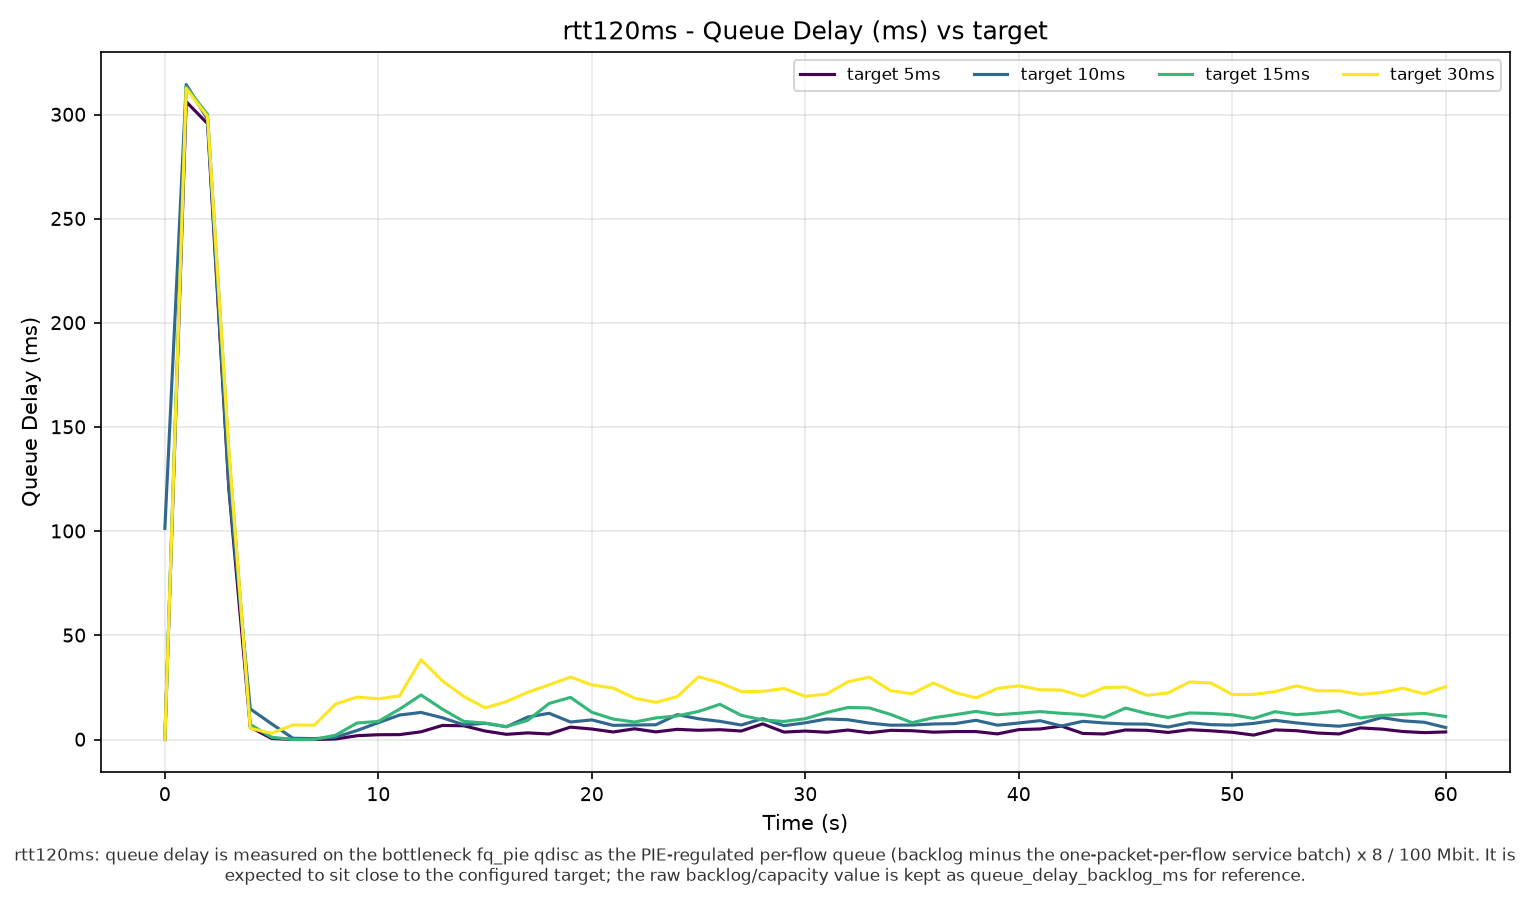 rtt120ms - Queue Delay (ms) vs target
target 5ms
target 10ms
target 15ms
target 30ms
Queue Delay (ms)
300
250
200
150
100
50
0
0
10
20
30
40
50
60
Time (s)
rtt120ms: queue delay is measured on the bottleneck fq_pie qdisc as the PIE-regulated per-flow queue (backlog minus the one-packet-per-flow service batch) x 8 / 100 Mbit. It is
expected to sit close to the configured target; the raw backlog/capacity value is kept as queue_delay_backlog_ms for reference.